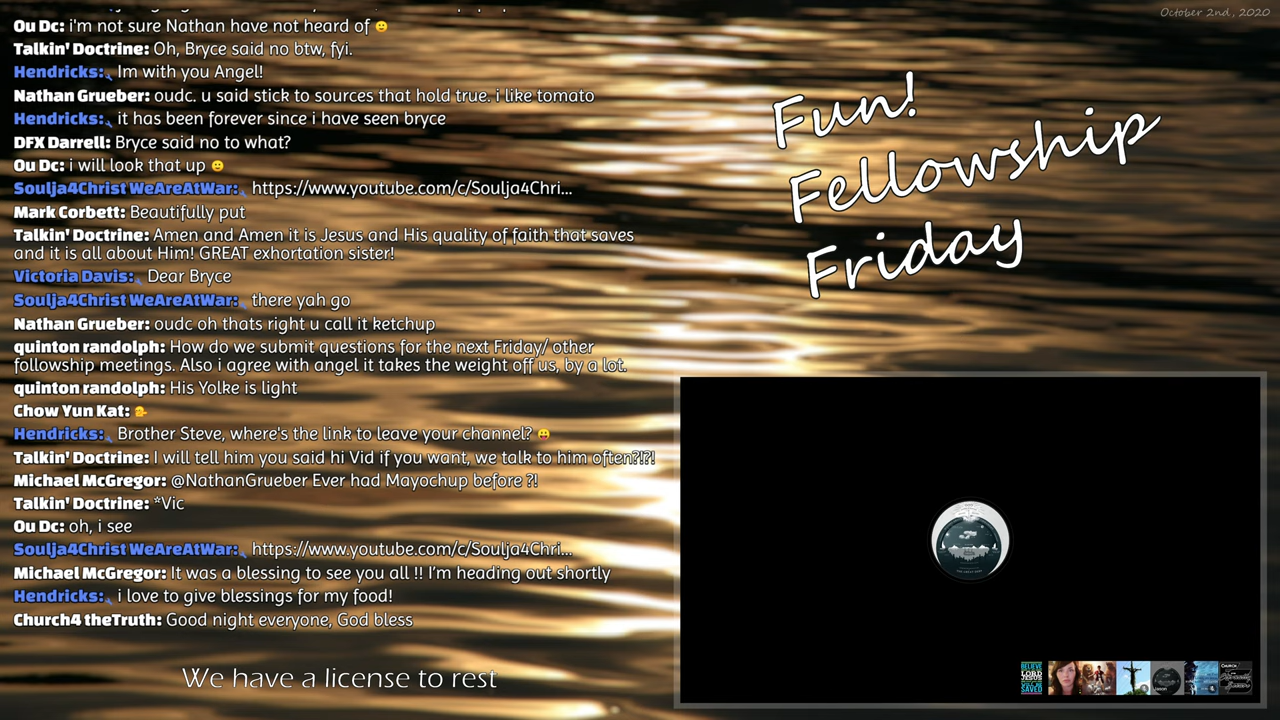 October 2nd, 2020
Ou Dc: i'm not sure Nathan have not heard of
Talkin' Doctrine: Oh, Bryce said no btw, fyi.
Hendricks: Im with you Angel!
Nathan Grueber: oudc. u said stick to sources that hold true. i like tomato
Hendricks: it has been forever since i have seen bryce
DFX Darrell: Bryce said no to what?
Ou Dc: i will look that up
Soulja4Christ WeAreAtWar: https://www.youtube.com/c/Soulja4Chri...
Mark Corbett: Beautifully put
Talkin' Doctrine: Amen and Amen it is Jesus and His quality of faith that saves
and it is all about Him! GREAT exhortation sister!
Victoria Davis: Dear Bryce
Soulja4Christ WeAreAtWar: there yah go
Nathan Grueber: oudc oh thats right u call it ketchup
quinton randolph: How do we submit questions for the next Friday/ other
followship meetings. Also i agree with angel it takes the weight off us, by a lot.
quinton randolph: His Yolke is light
Chow Yun Kat:
Hendricks: Brother Steve, where's the link to leave your channel?
Talkin' Doctrine: I will tell him you said hi Vid if you want, we talk to him often?!?!
Michael McGregor: @NathanGrueber Ever had Mayochup before ?!
Talkin' Doctrine: *Vic
Ou Dc: oh, i see
Soulja4Christ WeAreAtWar: https://www.youtube.com/c/Soulja4Chri...
Michael McGregor: It was a blessing to see you all !! I'm heading out shortly
Hendricks: i love to give blessings for my food!
Church4 theTruth: Good night everyone, God bless
We have a license to rest
Fun!
Fellowship
Friday
BELIEVE
LORD
JESUS
SAVED
Jason
CHURCH